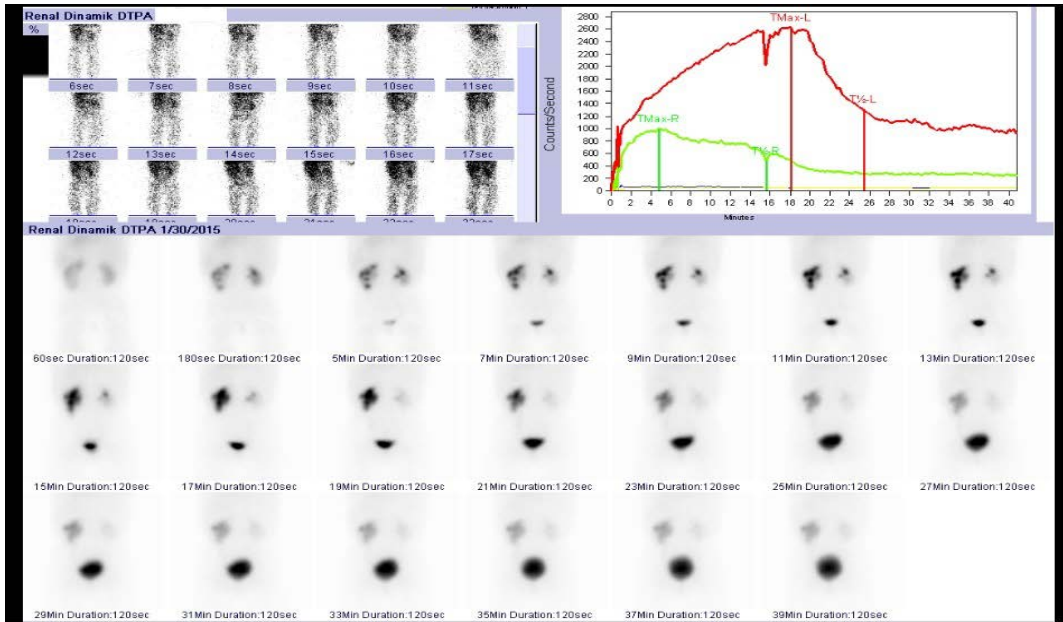 Renal Dinamik DTPA
%
6sec 7sec 8sec 9sec 10sec 11sec
12sec 13sec 14sec 15sec 16sec 17sec
Counts/Second
2800
2600
2400
2200
2000
1800
1600
1400
1200
1000
800
600
400
200
0
TMax-L
T½-L
TMax-R
T½-R
0 2 4 6 8 10 12 14 16 18 20 22 24 26 28 30 32 34 36 38 40
Minutes
Renal Dinamik DTPA 1/30/2015
60sec Duration:120sec 180sec Duration:120sec 5Min Duration:120sec 7Min Duration:120sec 9Min Duration:120sec 11Min Duration:120sec 13Min Duration:120sec
15Min Duration:120sec 17Min Duration:120sec 19Min Duration:120sec 21Min Duration:120sec 23Min Duration:120sec 25Min Duration:120sec 27Min Duration:120sec
29Min Duration:120sec 31Min Duration:120sec 33Min Duration:120sec 35Min Duration:120sec 37Min Duration:120sec 39Min Duration:120sec